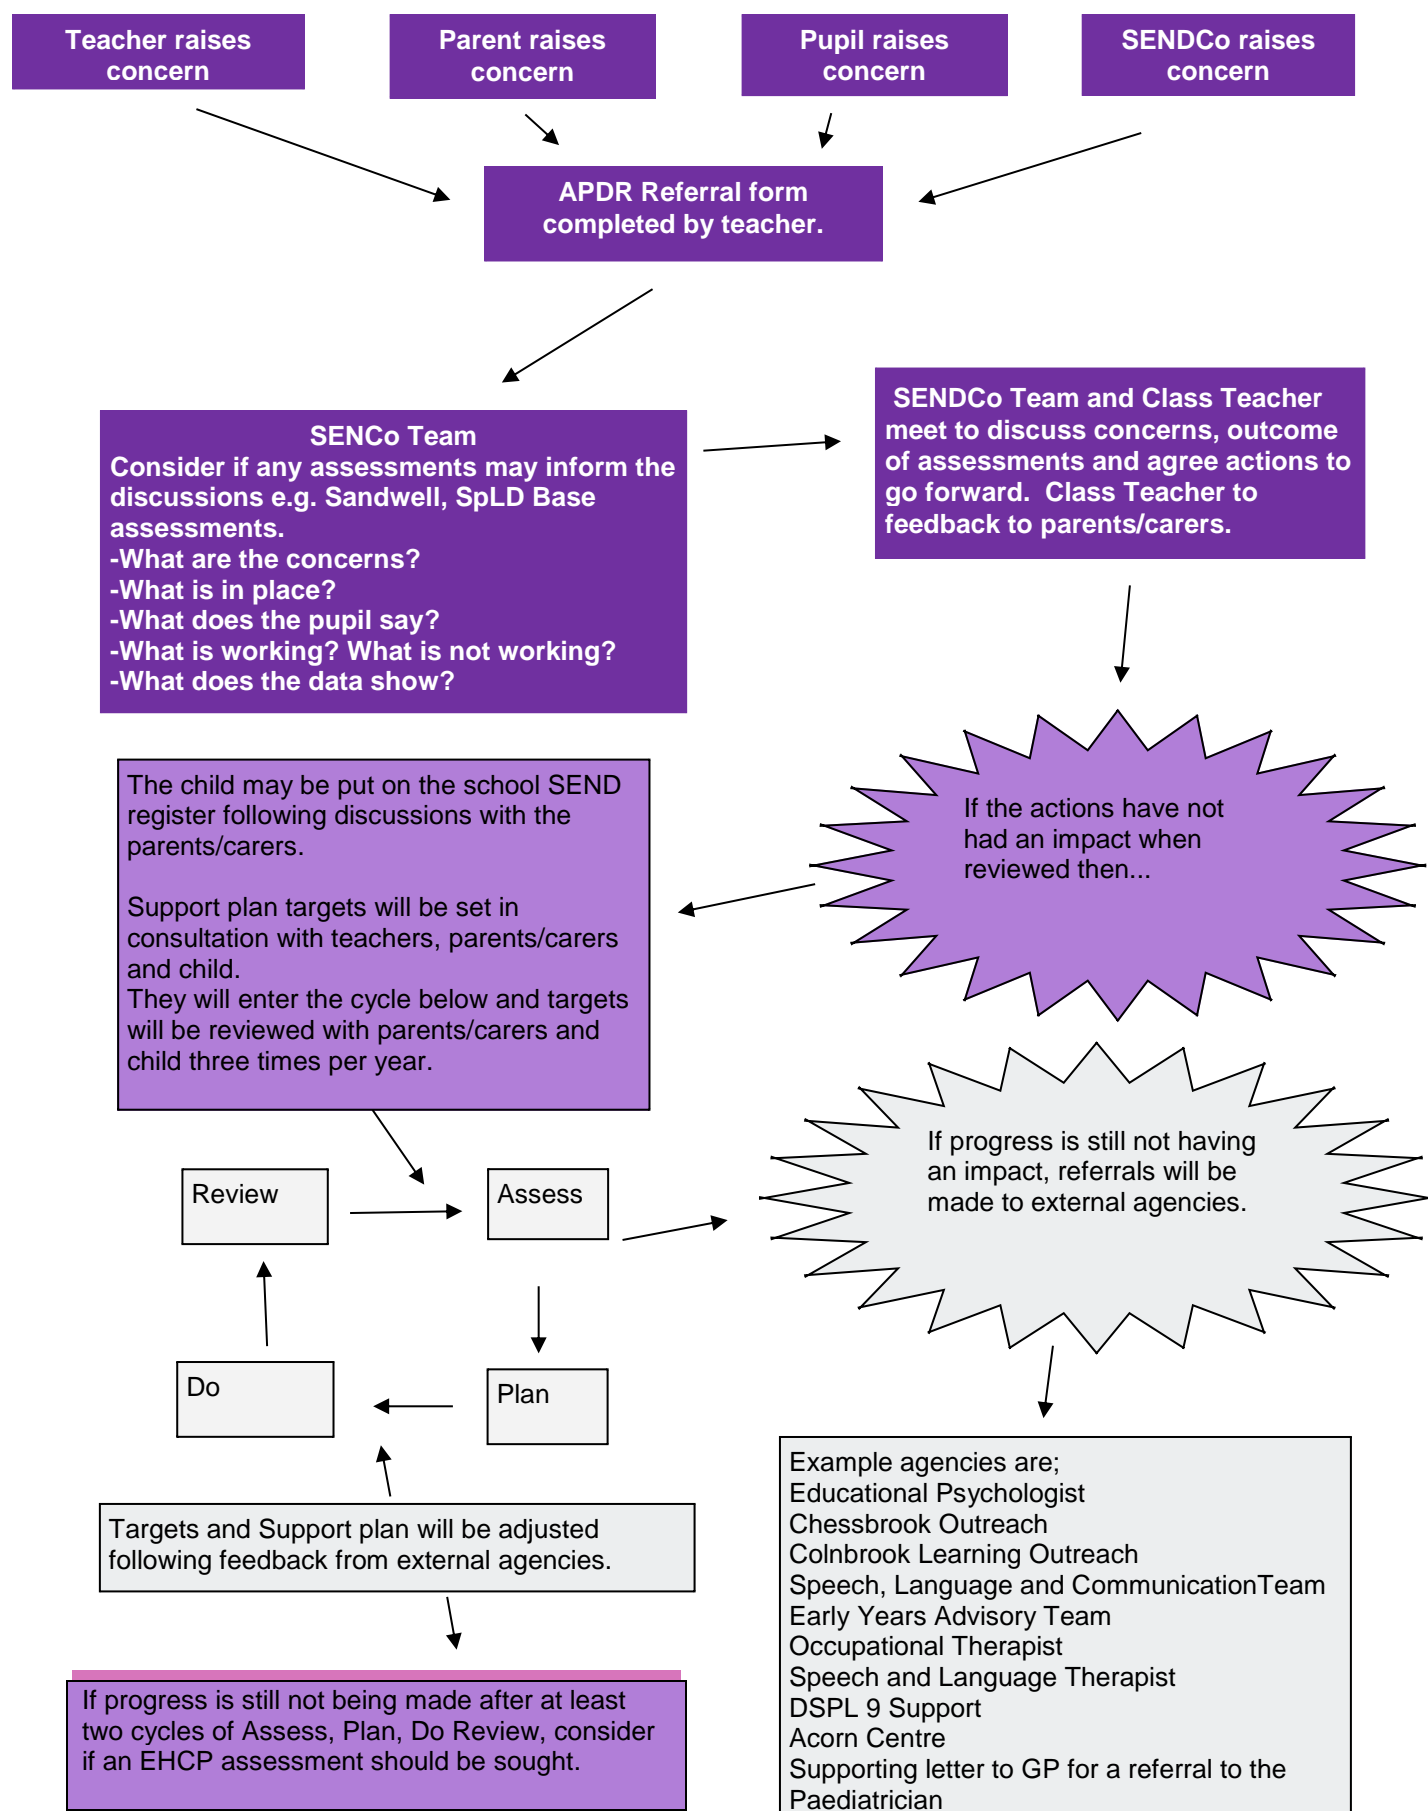 Teacher raises
concern
Parent raises
concern
Pupil raises
concern
SENDCo raises
concern
APDR Referral form
completed by teacher.
SENCo Team
Consider if any assessments may inform the
discussions e.g. Sandwell, SpLD Base
assessments.
-What are the concerns?
-What is in place?
-What does the pupil say?
-What is working? What is not working?
-What does the data show?
SENDCo Team and Class Teacher
meet to discuss concerns, outcome
of assessments and agree actions to
go forward.  Class Teacher to
feedback to parents/carers.
If the actions have not
had an impact when
reviewed then...
The child may be put on the school SEND
register following discussions with the
parents/carers.
Support plan targets will be set in
consultation with teachers, parents/carers
and child.
They will enter the cycle below and targets
will be reviewed with parents/carers and
child three times per year.
Review
Assess
Do
Plan
If progress is still not having
an impact, referrals will be
made to external agencies.
Example agencies are;
Educational Psychologist
Chessbrook Outreach
Colnbrook Learning Outreach
Speech, Language and CommunicationTeam
Early Years Advisory Team
Occupational Therapist
Speech and Language Therapist
DSPL 9 Support
Acorn Centre
Supporting letter to GP for a referral to the
Paediatrician
Targets and Support plan will be adjusted
following feedback from external agencies.
If progress is still not being made after at least
two cycles of Assess, Plan, Do Review, consider
if an EHCP assessment should be sought.